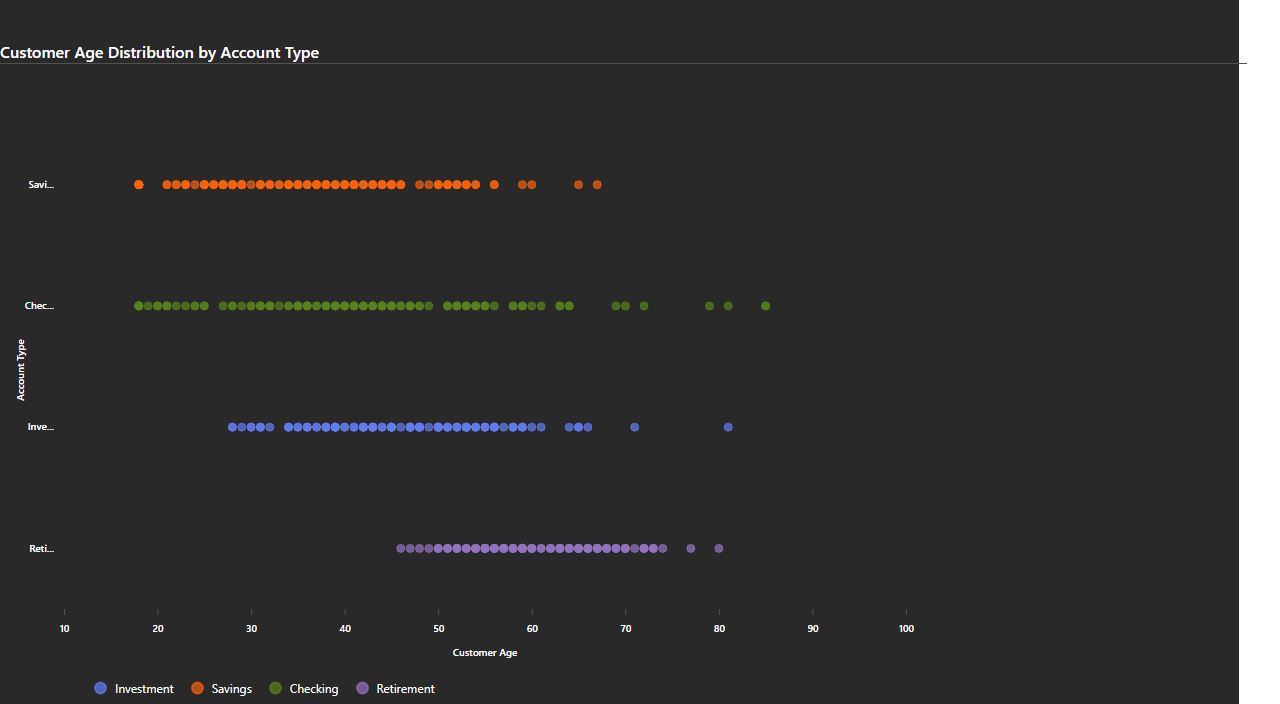 Customer Age Distribution by Account Type
Savi...
Chec...
Account Type
Inve...
Reti...
10 20 30 40 50 60 70 80 90 100
Customer Age
Investment Savings Checking Retirement